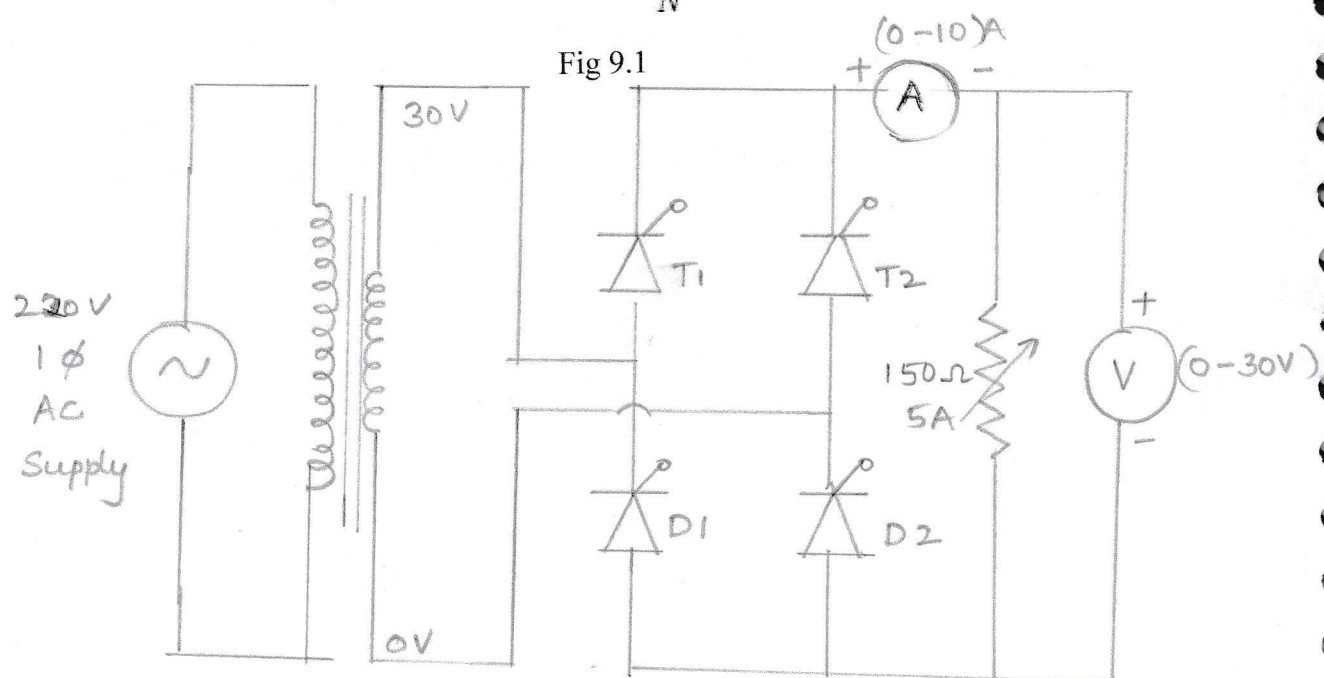 N
Fig 9.1
(0-10)A
+ A -
30V
T1
T2
220V
1φ
AC
Supply
150Ω
5A
+
V
(0-30V)
-
D1
D2
0V